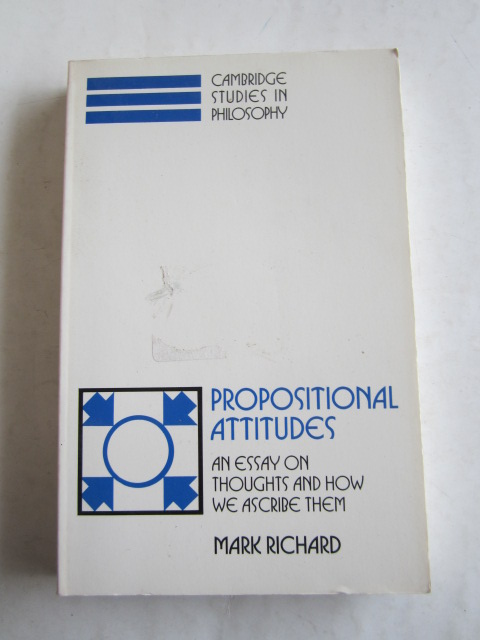 CAMBRIDGE
STUDIES IN
PHILOSOPHY
PROPOSITIONAL
ATTITUDES
AN ESSAY ON
THOUGHTS AND HOW
WE ASCRIBE THEM
MARK RICHARD